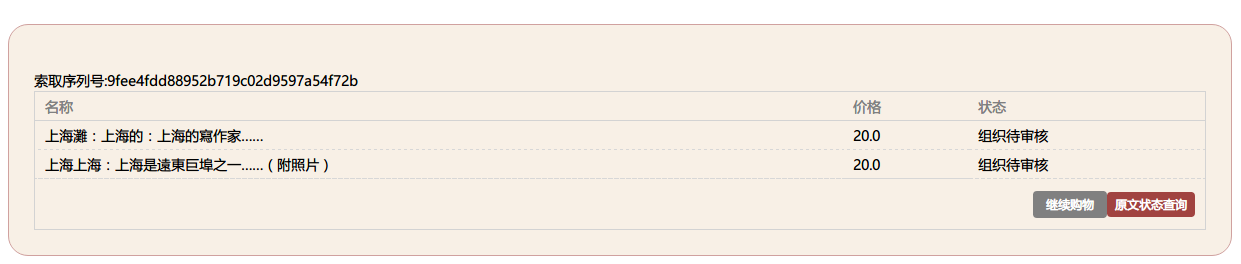 索取序列号:9fee4fdd88952b719c02d9597a54f72b
名称 价格 状态
上海灘：上海的：上海的寫作家…… 20.0 组织待审核
上海上海：上海是遠東巨埠之一……（附照片） 20.0 组织待审核
继续购物 原文状态查询